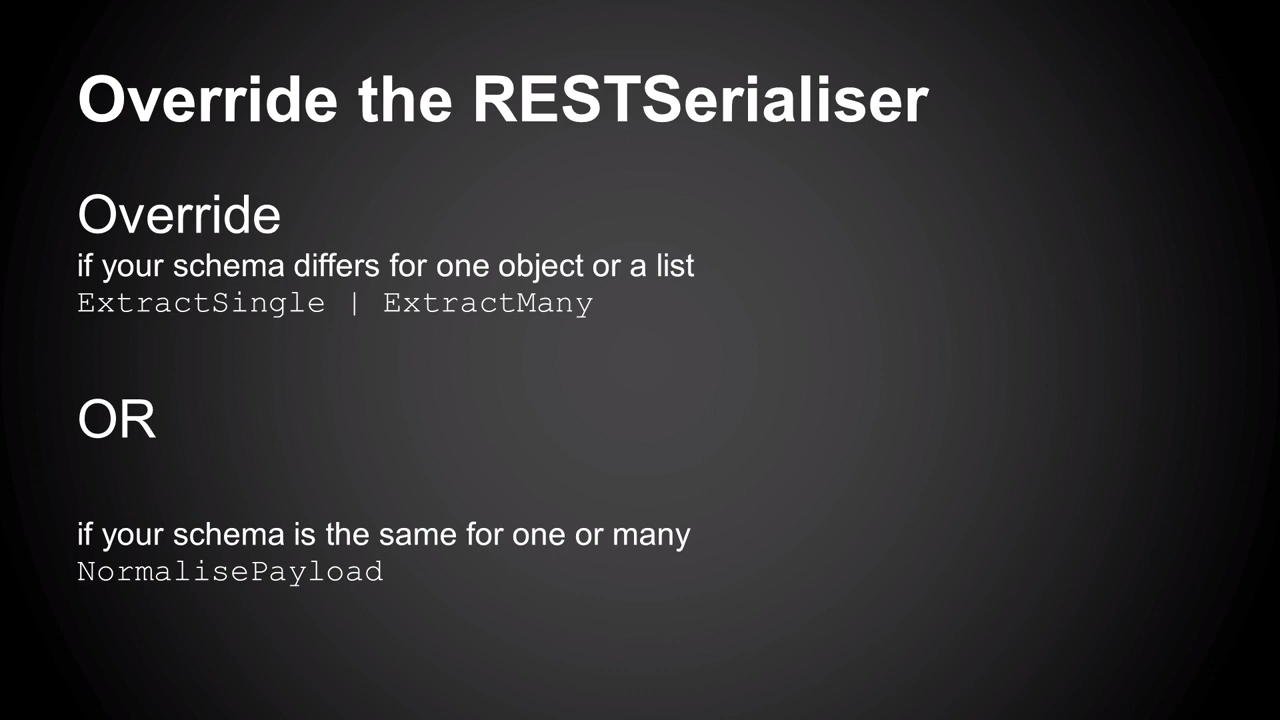 Override the RESTSerialiser
Override
if your schema differs for one object or a list
ExtractSingle | ExtractMany
OR
if your schema is the same for one or many
NormalisePayload